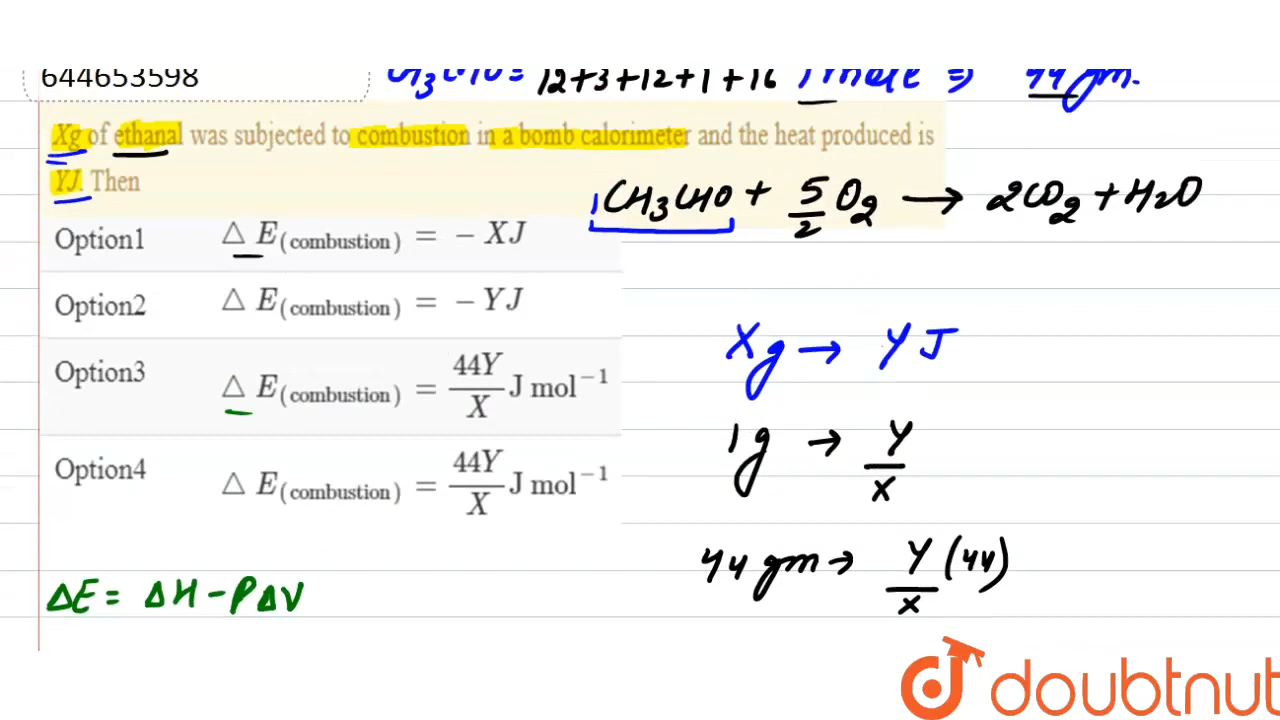 644653598
CH3CHO = 12+3+12+1+16 1 mole ⇒ 44 gm.
Xg of ethanal was subjected to combustion in a bomb calorimeter and the heat produced is
YJ. Then
1 CH3CHO + 5/2 O2 → 2CO2 + H2O
Option1 △ E(combustion) = − XJ
Option2 △ E(combustion) = − YJ
Option3 △ E(combustion) = 44Y/X J mol−1
Option4 △ E(combustion) = 44Y/X J mol−1
Xg → YJ
1g → Y/X
44 gm → Y/X (44)
ΔE = ΔH − PΔV
doubtnut